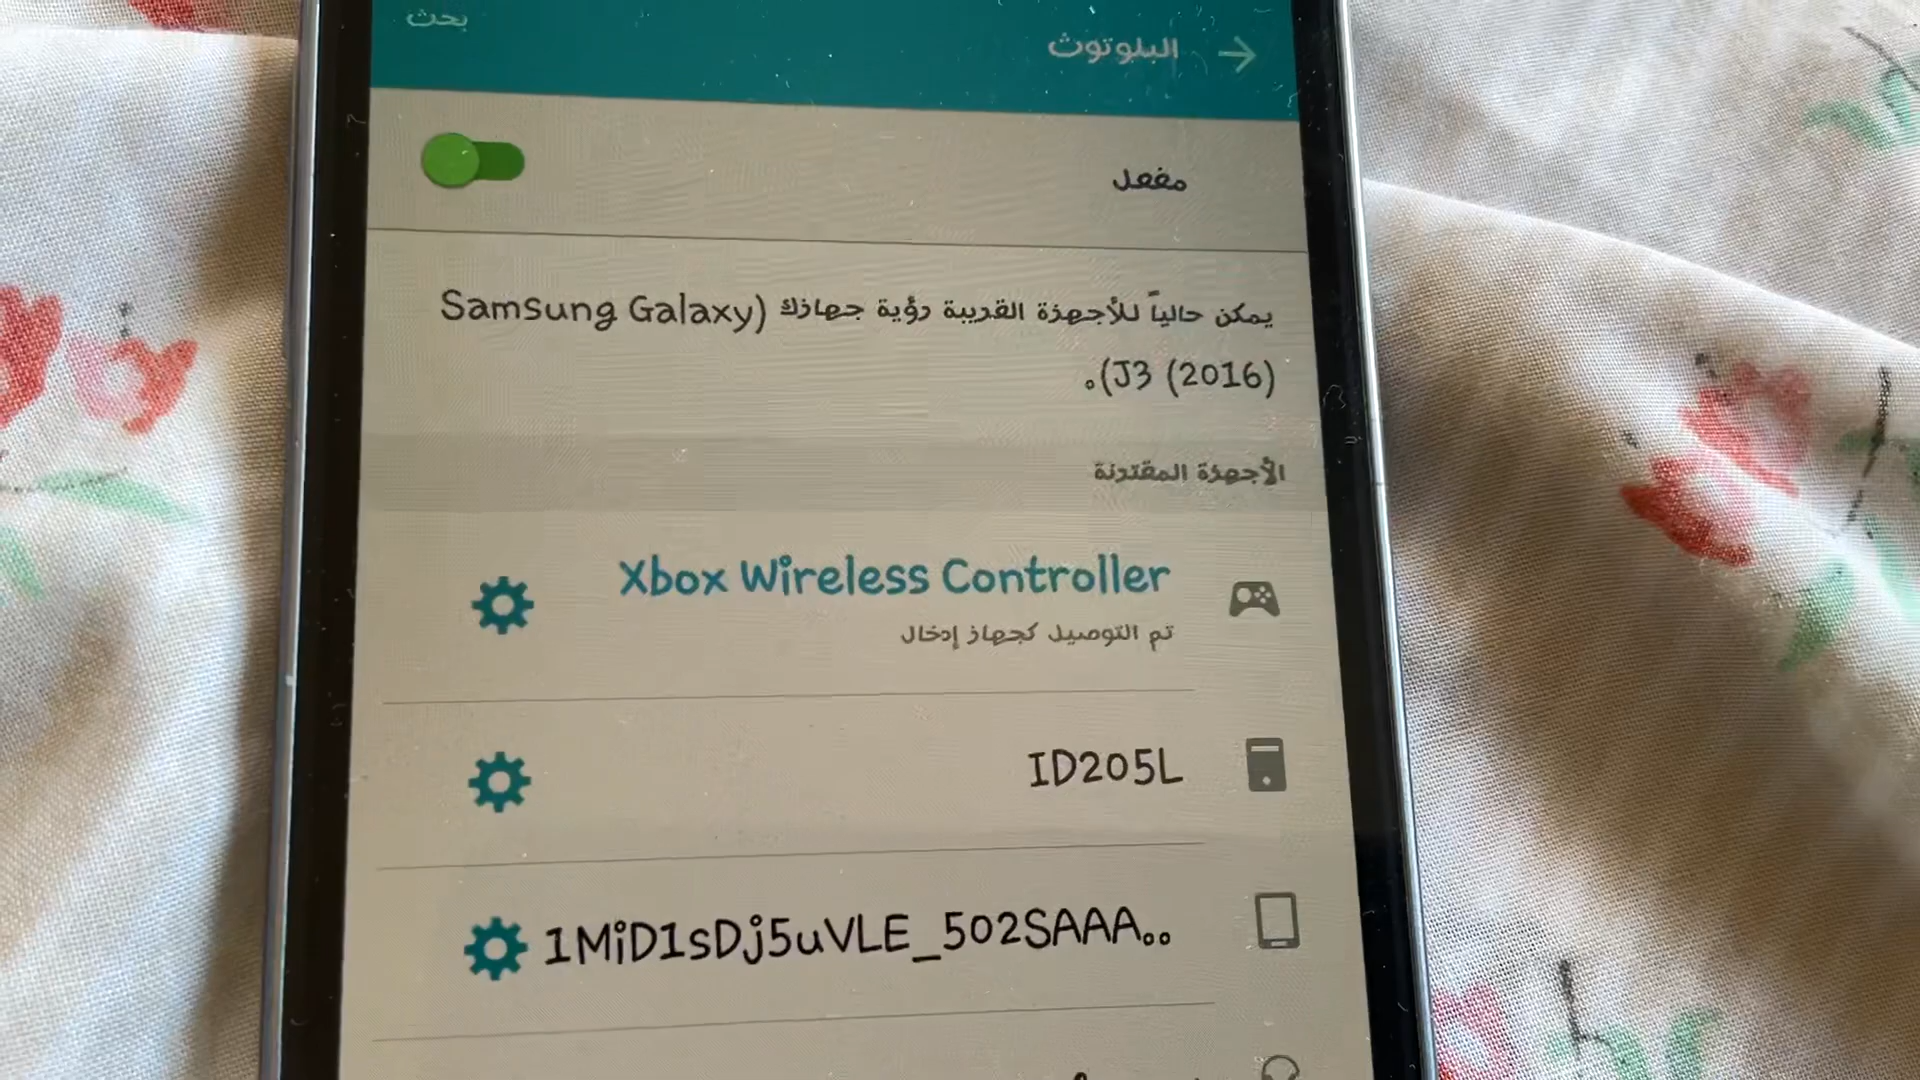 البلوتوث
بحث
مفعل
يمكن حالياً للأجهزة القريبة رؤية جهازك (Samsung Galaxy
J3 (2016)).
الأجهزة المقترنة
Xbox Wireless Controller
تم التوصيل كجهاز إدخال
ID205L
1MiD1sDj5uVLE_502SAAA..